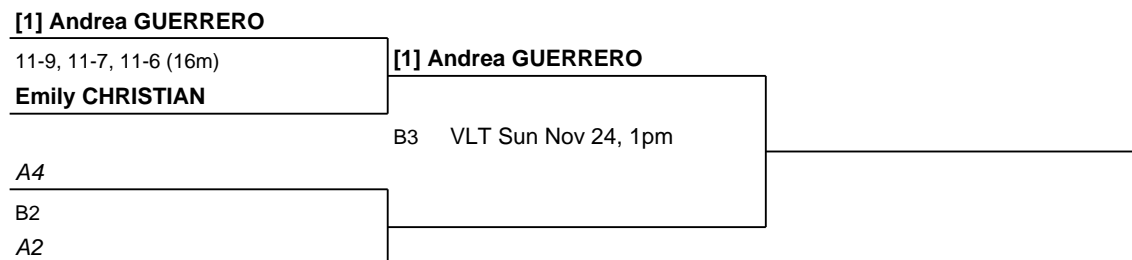 [1] Andrea GUERRERO
11-9, 11-7, 11-6 (16m)
[1] Andrea GUERRERO
Emily CHRISTIAN
B3 VLT Sun Nov 24, 1pm
A4
B2
A2